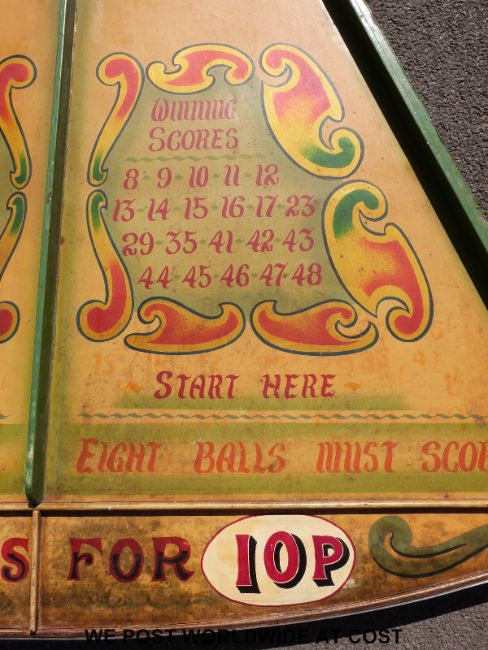 WINNING
SCORES
8 - 9 - 10 - 11 - 12
13 - 14 - 15 - 16 - 17 - 23
29 - 35 - 41 - 42 - 43
44 - 45 - 46 - 47 - 48
START HERE
EIGHT BALLS MUST SCO
S FOR 10P
WE POST WORLDWIDE AT COST